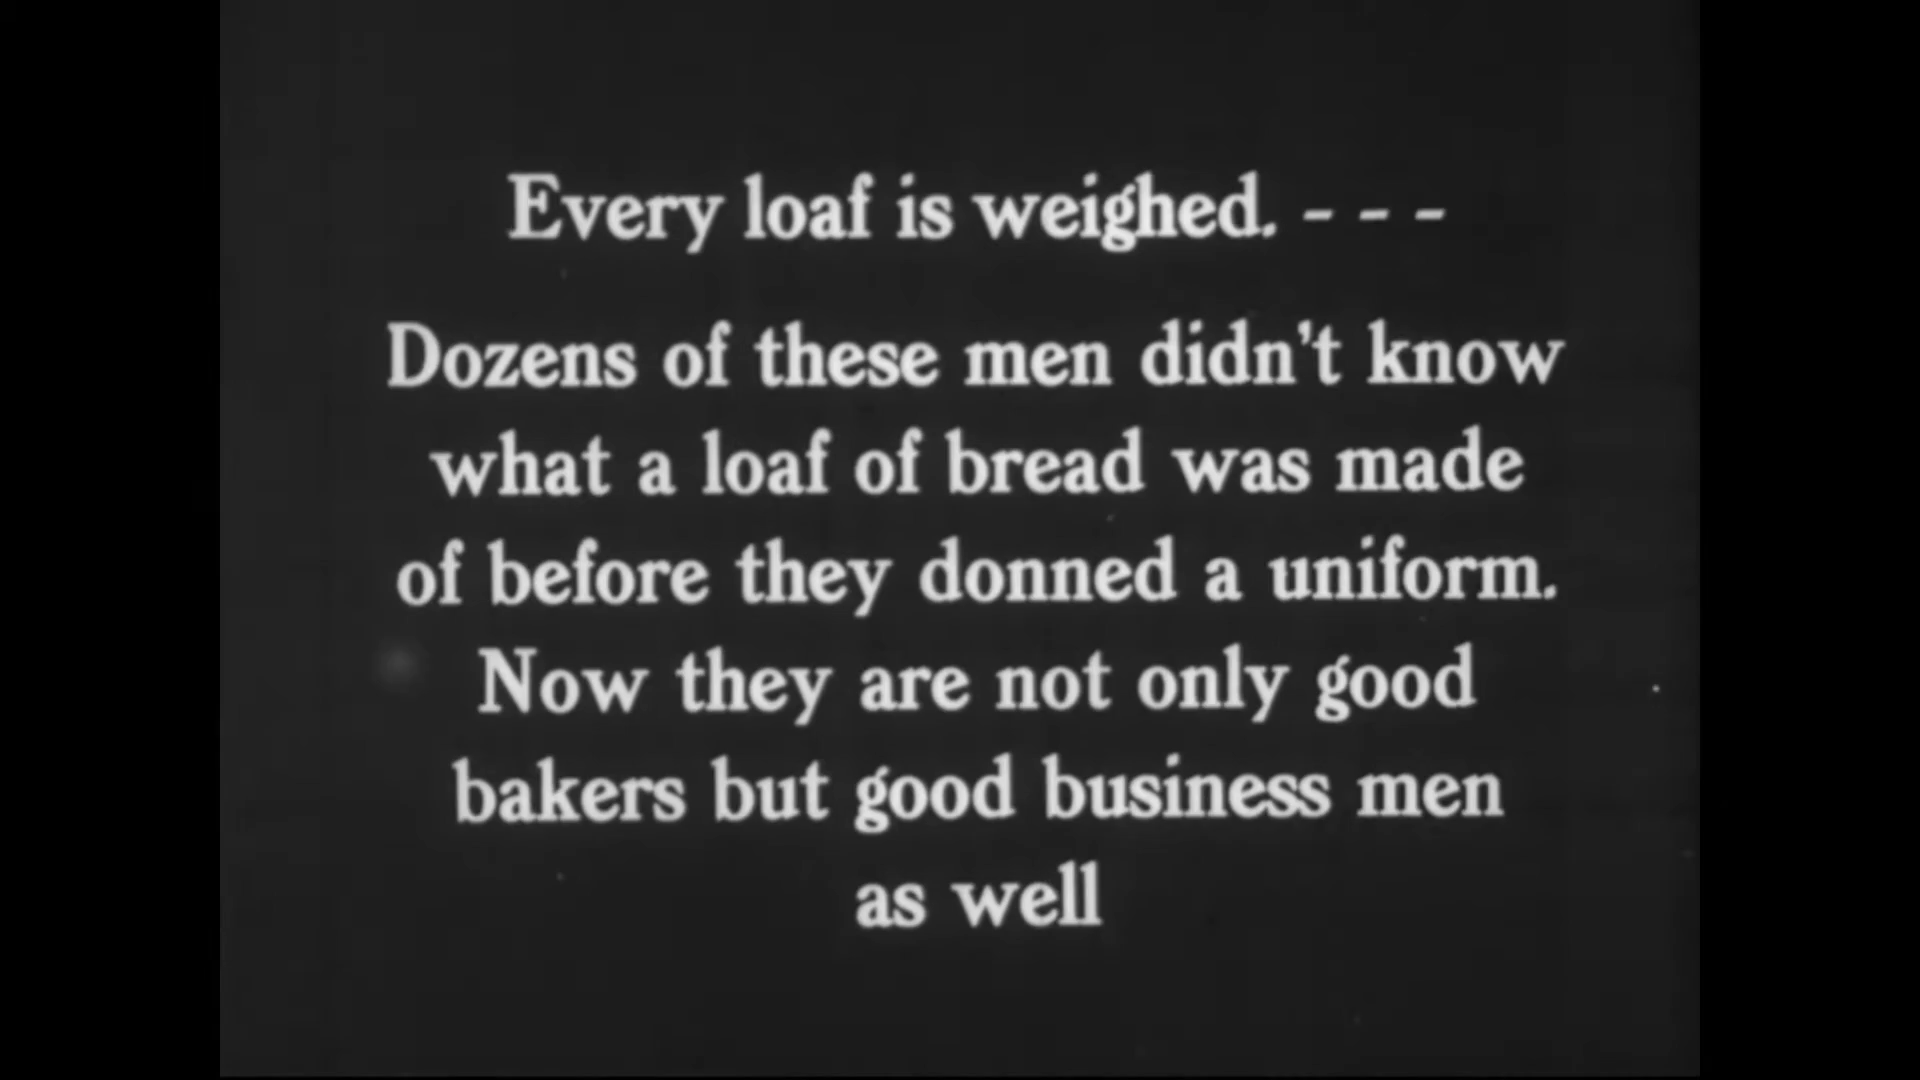 Every loaf is weighed. - - -
Dozens of these men didn't know
what a loaf of bread was made
of before they donned a uniform.
Now they are not only good
bakers but good business men
as well